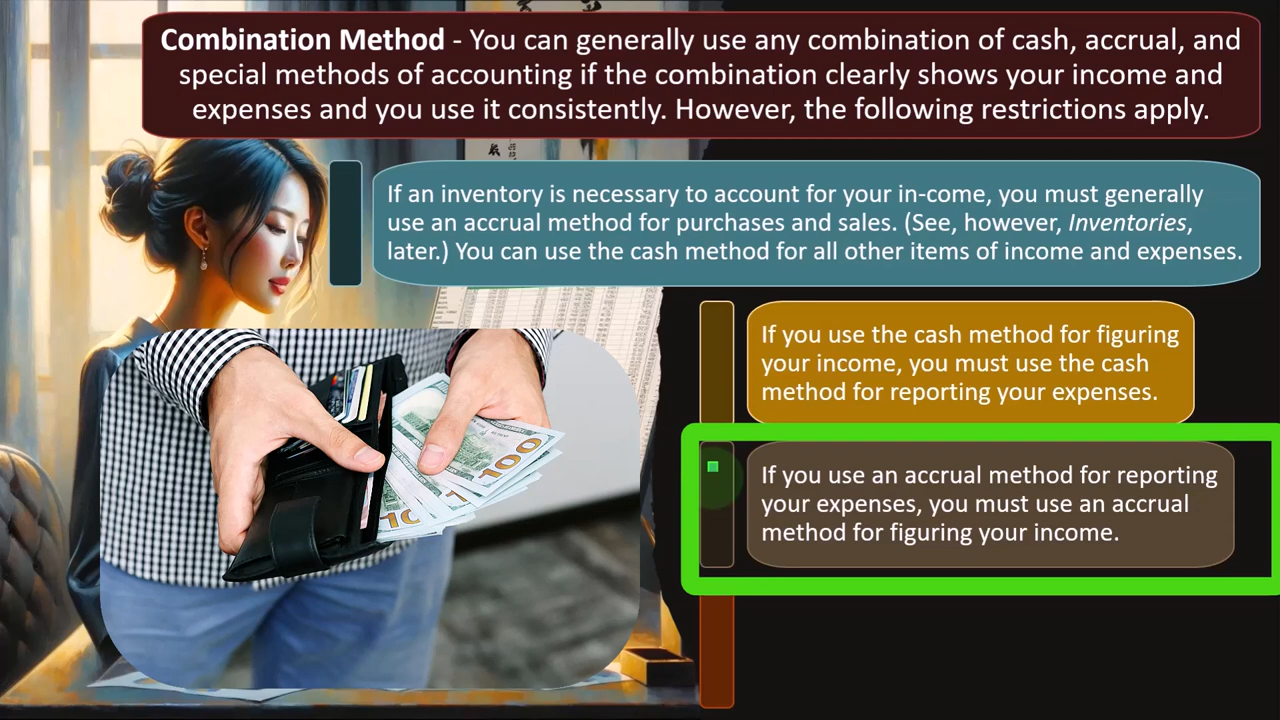 Combination Method - You can generally use any combination of cash, accrual, and
special methods of accounting if the combination clearly shows your income and
expenses and you use it consistently. However, the following restrictions apply.
If an inventory is necessary to account for your in-come, you must generally
use an accrual method for purchases and sales. (See, however, Inventories,
later.) You can use the cash method for all other items of income and expenses.
If you use the cash method for figuring
your income, you must use the cash
method for reporting your expenses.
If you use an accrual method for reporting
your expenses, you must use an accrual
method for figuring your income.
100